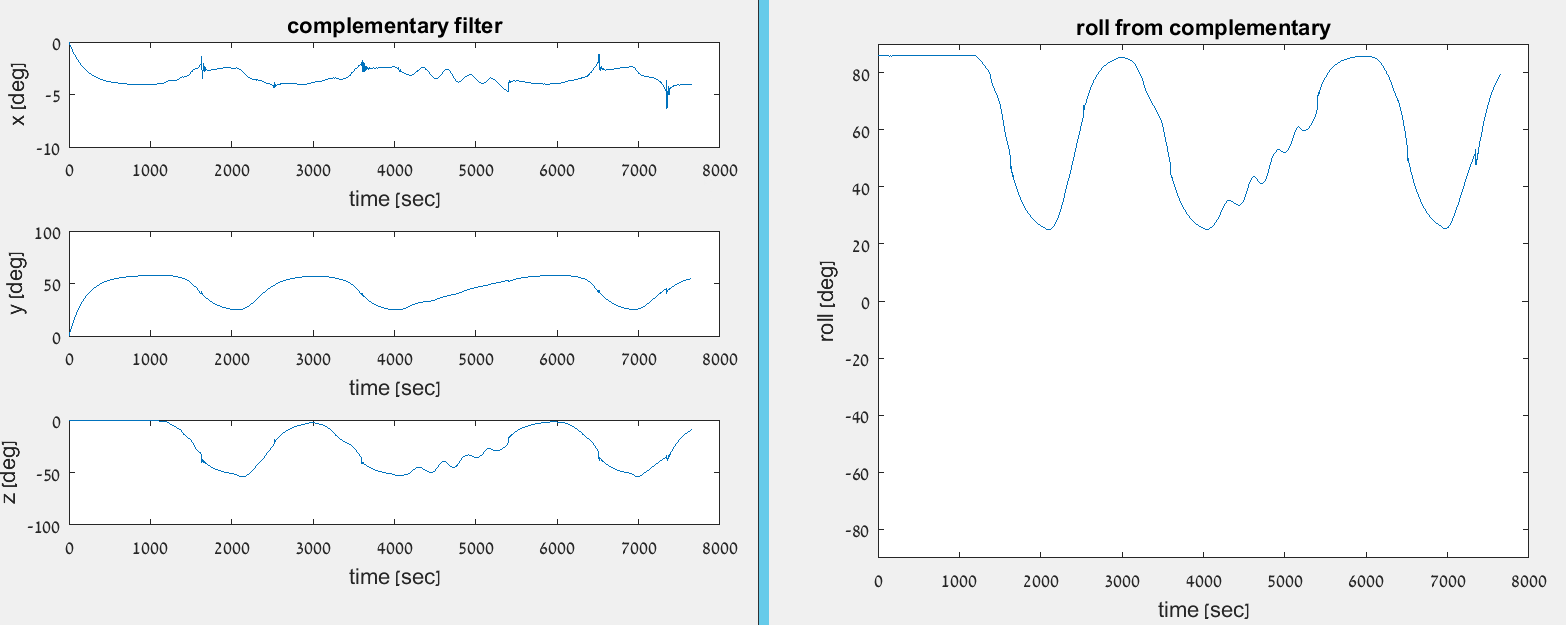 complementary filter
0
-5
-10
x [deg]
0 1000 2000 3000 4000 5000 6000 7000 8000
time [sec]
100
50
0
y [deg]
0 1000 2000 3000 4000 5000 6000 7000 8000
time [sec]
0
-50
-100
z [deg]
0 1000 2000 3000 4000 5000 6000 7000 8000
time [sec]
roll from complementary
80
60
40
20
0
-20
-40
-60
-80
roll [deg]
0 1000 2000 3000 4000 5000 6000 7000 8000
time [sec]